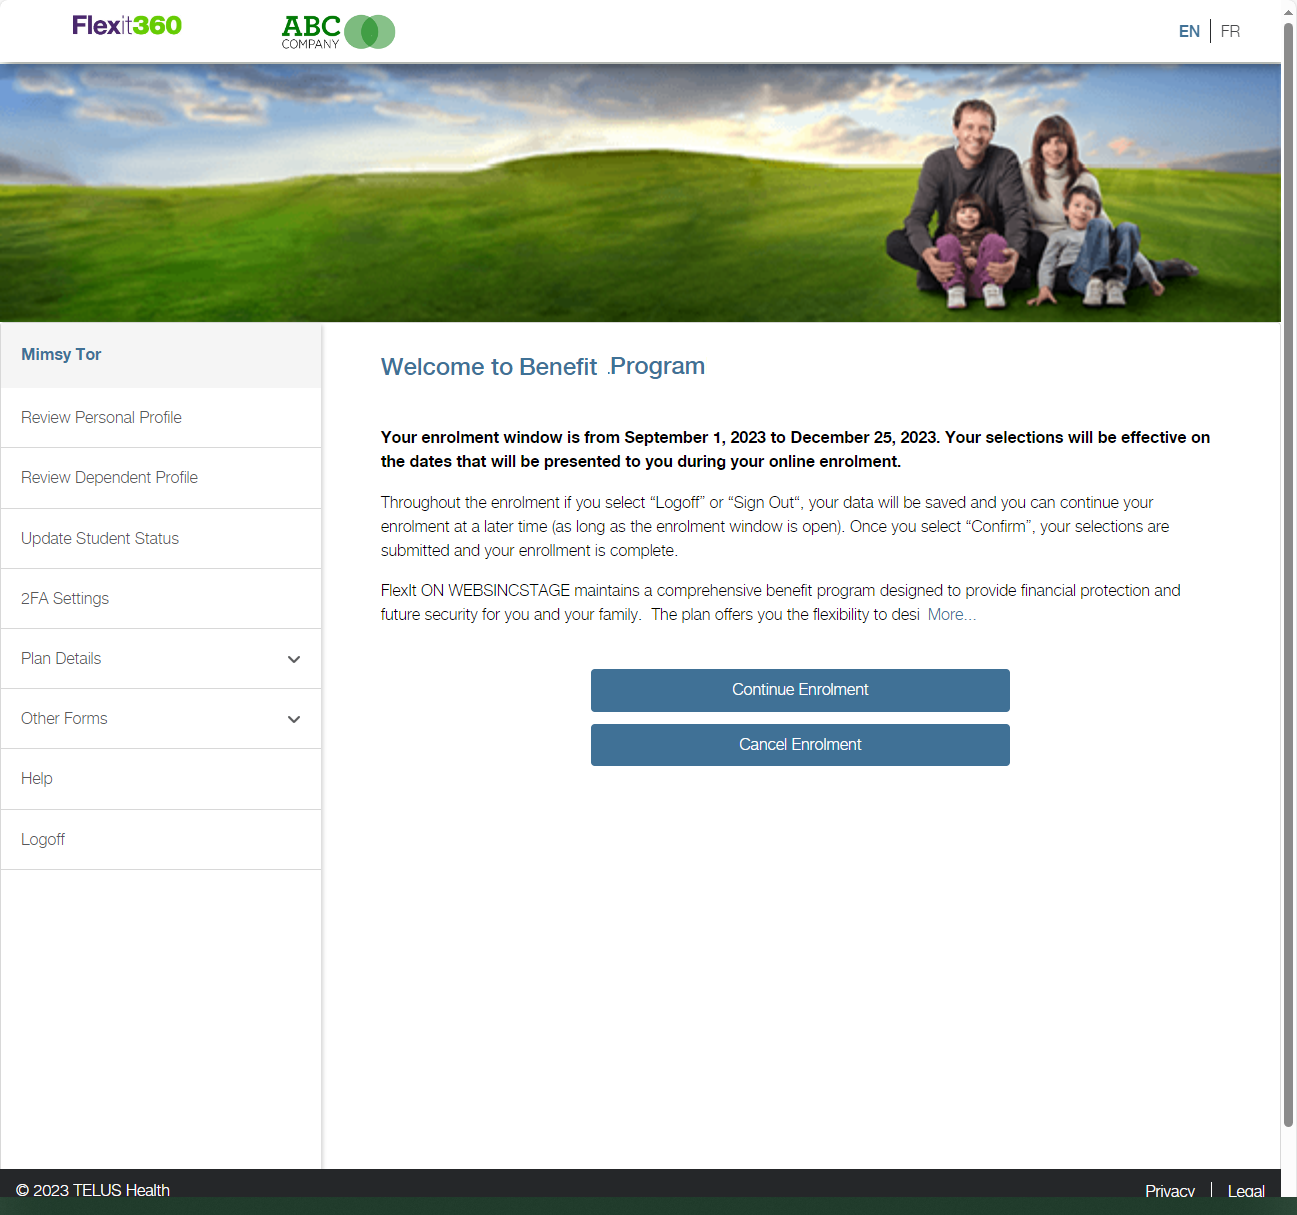 Flexit360
ABC
COMPANY
EN | FR
Mimsy Tor
Review Personal Profile
Review Dependent Profile
Update Student Status
2FA Settings
Plan Details
Other Forms
Help
Logoff
Welcome to Benefit .Program
Your enrolment window is from September 1, 2023 to December 25, 2023. Your selections will be effective on
the dates that will be presented to you during your online enrolment.
Throughout the enrolment if you select “Logoff” or “Sign Out“, your data will be saved and you can continue your
enrolment at a later time (as long as the enrolment window is open). Once you select “Confirm”, your selections are
submitted and your enrollment is complete.
FlexIt ON WEBSINCSTAGE maintains a comprehensive benefit program designed to provide financial protection and
future security for you and your family.  The plan offers you the flexibility to desi  More...
Continue Enrolment
Cancel Enrolment
© 2023 TELUS Health
Privacy | Legal